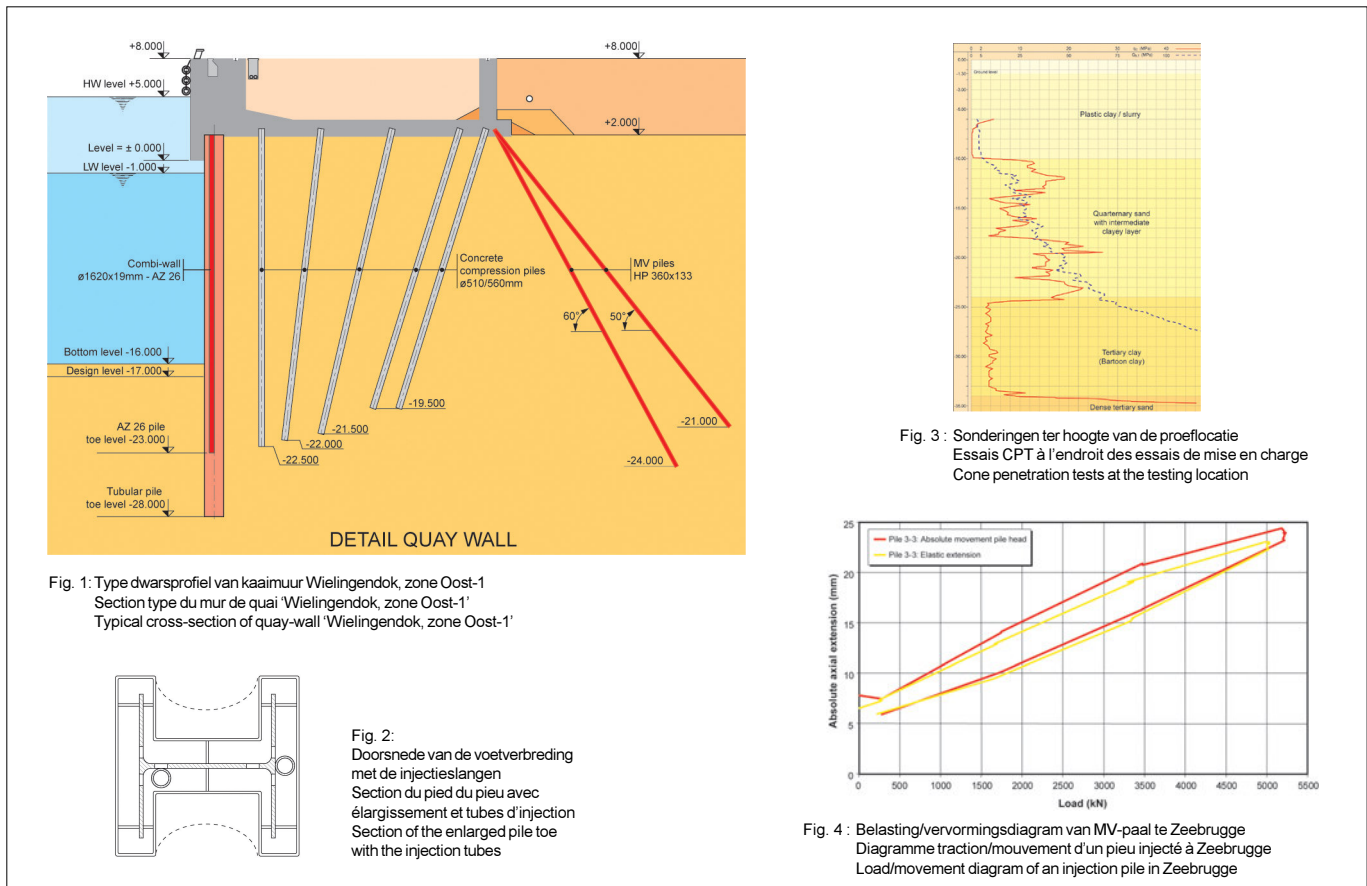 +8.000
+8.000
HW level +5.000
+2.000
Level = ± 0.000
LW level -1.000
Combi-wall
ø1620x19mm - AZ 26
Concrete
compression piles
ø510/560mm
MV piles
HP 360x133
60°
50°
Bottom level -16.000
Design level -17.000
-19.500
-21.500
-22.000
-22.500
-21.000
-24.000
AZ 26 pile
toe level -23.000
Tubular pile
toe level -28.000
DETAIL QUAY WALL
Fig. 1: Type dwarsprofiel van kaaimuur Wielingendok, zone Oost-1
Section type du mur de quai ‘Wielingendok, zone Oost-1’
Typical cross-section of quay-wall ‘Wielingendok, zone Oost-1’
Fig. 2:
Doorsnede van de voetverbreding
met de injectieslangen
Section du pied du pieu avec
élargissement et tubes d’injection
Section of the enlarged pile toe
with the injection tubes
Ground level
Plastic clay / slurry
Quarternary sand
with intermediate
clayey layer
Tertiary clay
(Bartoon clay)
Dense tertiary sand
Fig. 3 : Sonderingen ter hoogte van de proeflocatie
Essais CPT à l’endroit des essais de mise en charge
Cone penetration tests at the testing location
Pile 3-3: Absolute movement pile head
Pile 3-3: Elastic extension
Absolute axial extension (mm)
25
20
15
10
5
0
0 500 1000 1500 2000 2500 3000 3500 4000 4500 5000 5500
Load (kN)
Fig. 4 : Belasting/vervormingsdiagram van MV-paal te Zeebrugge
Diagramme traction/mouvement d’un pieu injecté à Zeebrugge
Load/movement diagram of an injection pile in Zeebrugge